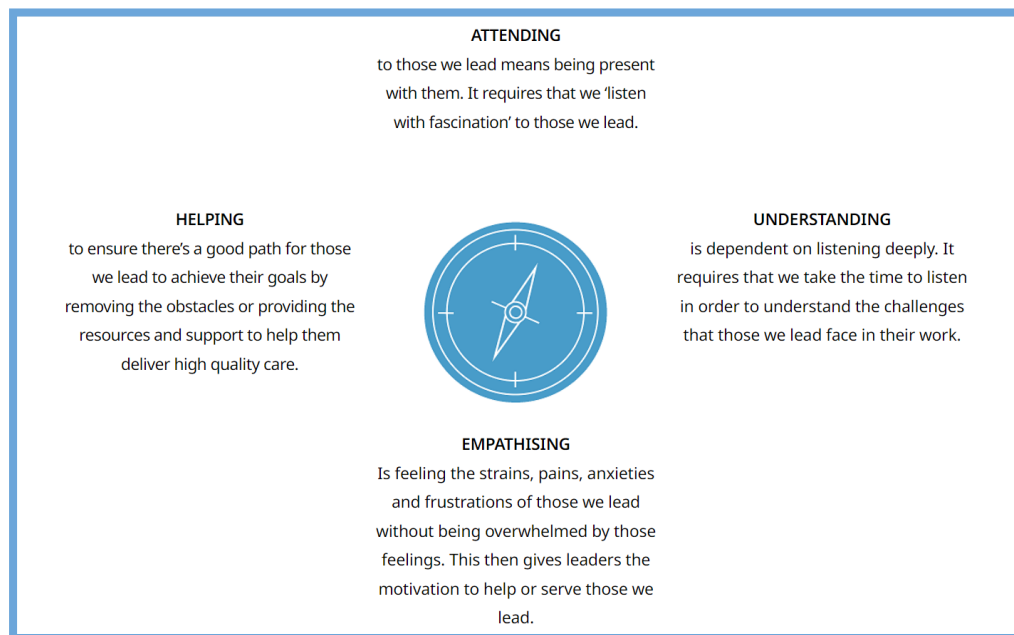 ATTENDING
to those we lead means being present
with them. It requires that we ‘listen
with fascination’ to those we lead.
HELPING
to ensure there’s a good path for those
we lead to achieve their goals by
removing the obstacles or providing the
resources and support to help them
deliver high quality care.
UNDERSTANDING
is dependent on listening deeply. It
requires that we take the time to listen
in order to understand the challenges
that those we lead face in their work.
EMPATHISING
Is feeling the strains, pains, anxieties
and frustrations of those we lead
without being overwhelmed by those
feelings. This then gives leaders the
motivation to help or serve those we
lead.